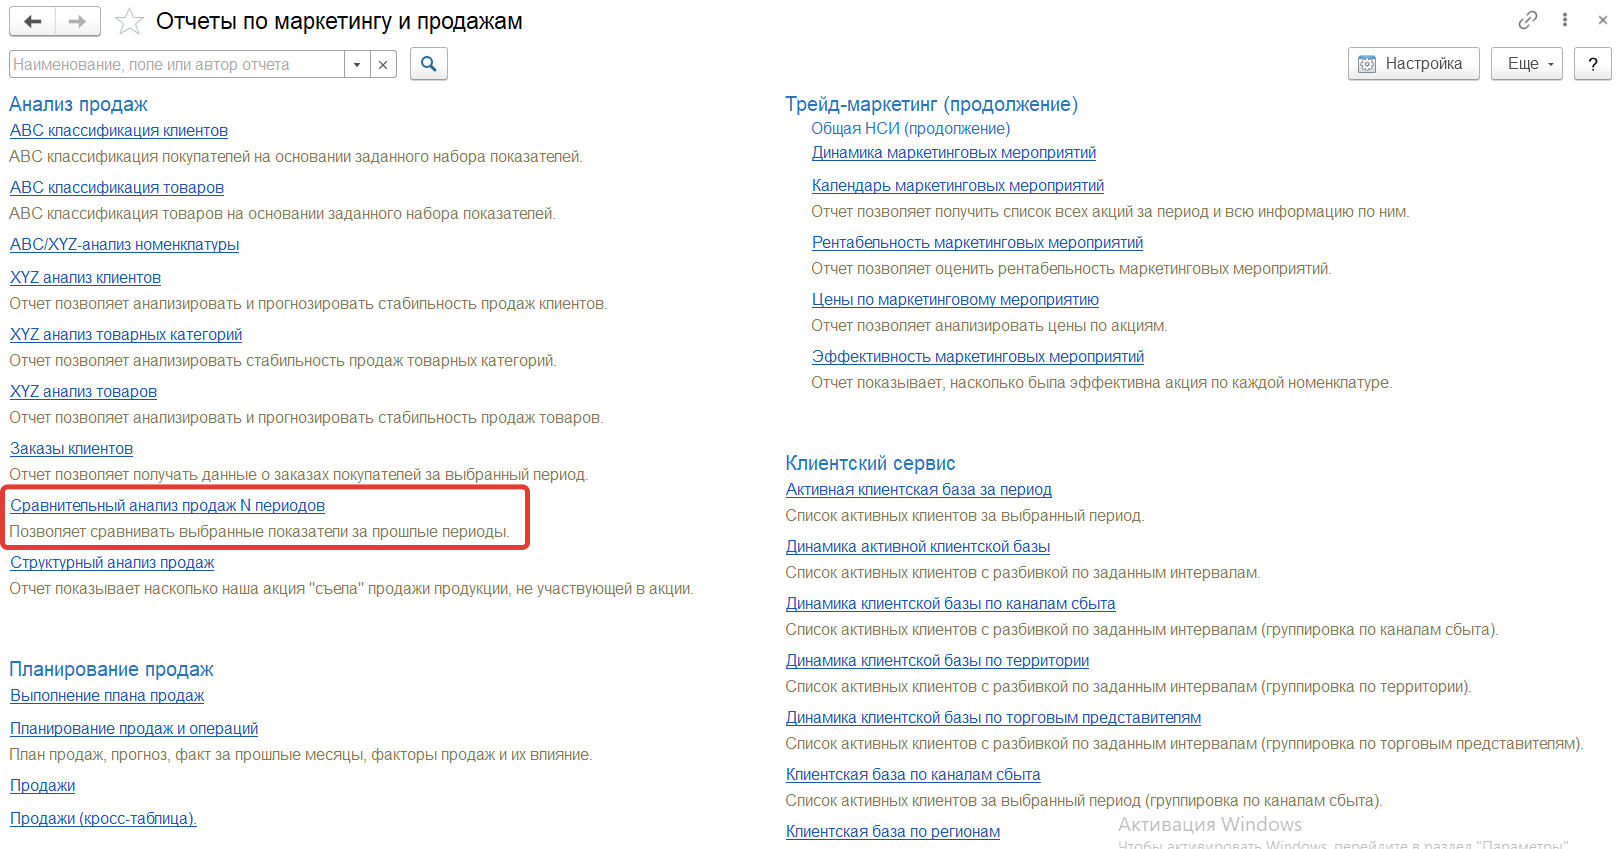 Отчеты по маркетингу и продажам
Наименование, поле или автор отчета
Настройка
Еще
?
Анализ продаж
ABC классификация клиентов
ABC классификация покупателей на основании заданного набора показателей.
ABC классификация товаров
ABC классификация товаров на основании заданного набора показателей.
ABC/XYZ-анализ номенклатуры
XYZ анализ клиентов
Отчет позволяет анализировать и прогнозировать стабильность продаж клиентов.
XYZ анализ товарных категорий
Отчет позволяет анализировать стабильность продаж товарных категорий.
XYZ анализ товаров
Отчет позволяет анализировать и прогнозировать стабильность продаж товаров.
Заказы клиентов
Отчет позволяет получать данные о заказах покупателей за выбранный период.
Сравнительный анализ продаж N периодов
Позволяет сравнивать выбранные показатели за прошлые периоды.
Структурный анализ продаж
Отчет показывает насколько наша акция "съела" продажи продукции, не участвующей в акции.
Планирование продаж
Выполнение плана продаж
Планирование продаж и операций
План продаж, прогноз, факт за прошлые месяцы, факторы продаж и их влияние.
Продажи
Продажи (кросс-таблица).
Трейд-маркетинг (продолжение)
Общая НСИ (продолжение)
Динамика маркетинговых мероприятий
Календарь маркетинговых мероприятий
Отчет позволяет получить список всех акций за период и всю информацию по ним.
Рентабельность маркетинговых мероприятий
Отчет позволяет оценить рентабельность маркетинговых мероприятий.
Цены по маркетинговому мероприятию
Отчет позволяет анализировать цены по акциям.
Эффективность маркетинговых мероприятий
Отчет показывает, насколько была эффективна акция по каждой номенклатуре.
Клиентский сервис
Активная клиентская база за период
Список активных клиентов за выбранный период.
Динамика активной клиентской базы
Список активных клиентов с разбивкой по заданным интервалам.
Динамика клиентской базы по каналам сбыта
Список активных клиентов с разбивкой по заданным интервалам (группировка по каналам сбыта).
Динамика клиентской базы по территории
Список активных клиентов с разбивкой по заданным интервалам (группировка по территории).
Динамика клиентской базы по торговым представителям
Список активных клиентов с разбивкой по заданным интервалам (группировка по торговым представителям).
Клиентская база по каналам сбыта
Список активных клиентов за выбранный период (группировка по каналам сбыта).
Клиентская база по регионам
Активация Windows
Чтобы активировать Windows, перейдите в раздел "Параметры".